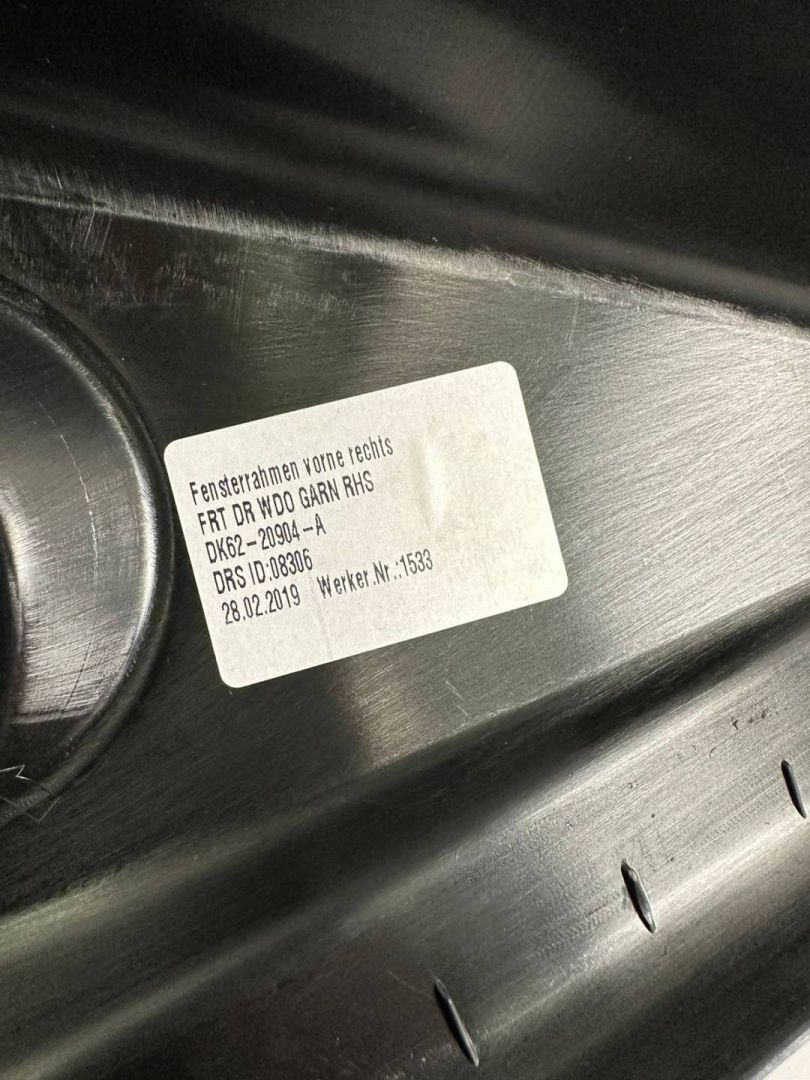 Fensterrahmen vorne rechts
FRT DR WDO GARN RHS
DK62-20904-A
DRS ID:08306
28.02.2019 Werker.Nr.:1533